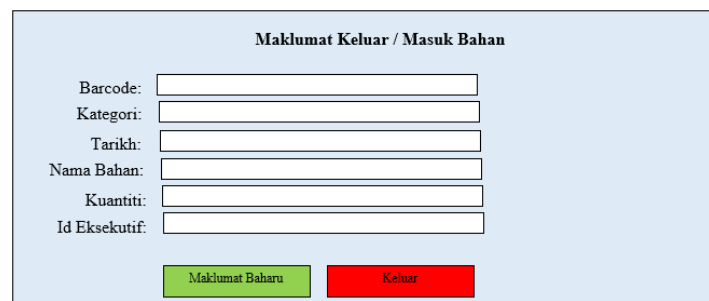 Maklumat Keluar / Masuk Bahan
Barcode:
Kategori:
Tarikh:
Nama Bahan:
Kuantiti:
Id Eksekutif:
Maklumat Baharu Keluar